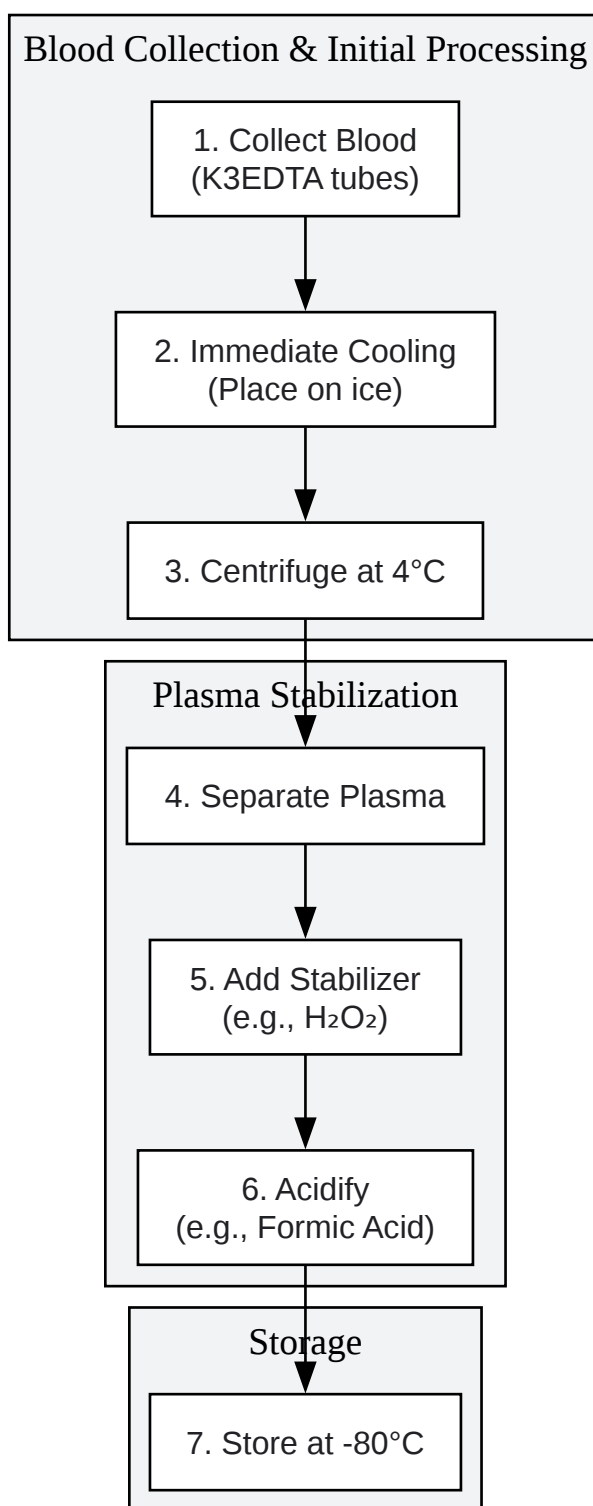 Blood Collection & Initial Processing
1. Collect Blood
(K3EDTA tubes)
2. Immediate Cooling
(Place on ice)
3. Centrifuge at 4°C
Plasma Stabilization
4. Separate Plasma
5. Add Stabilizer
(e.g., H₂O₂)
6. Acidify
(e.g., Formic Acid)
Storage
7. Store at -80°C